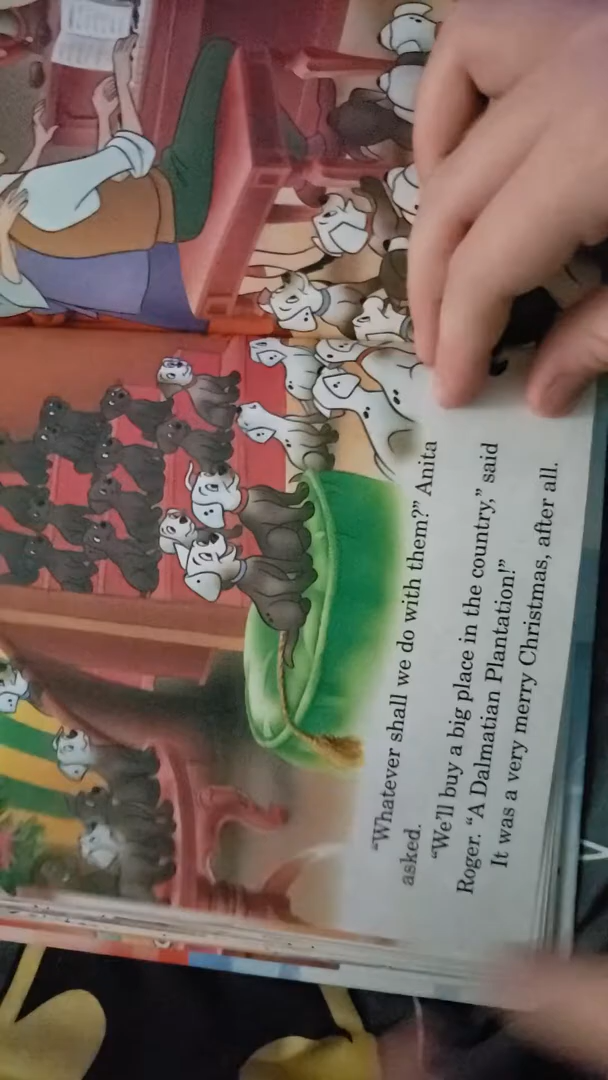 “Whatever shall we do with them?” Anita
asked.
“We’ll buy a big place in the country,” said
Roger. “A Dalmatian Plantation!”
It was a very merry Christmas, after all.